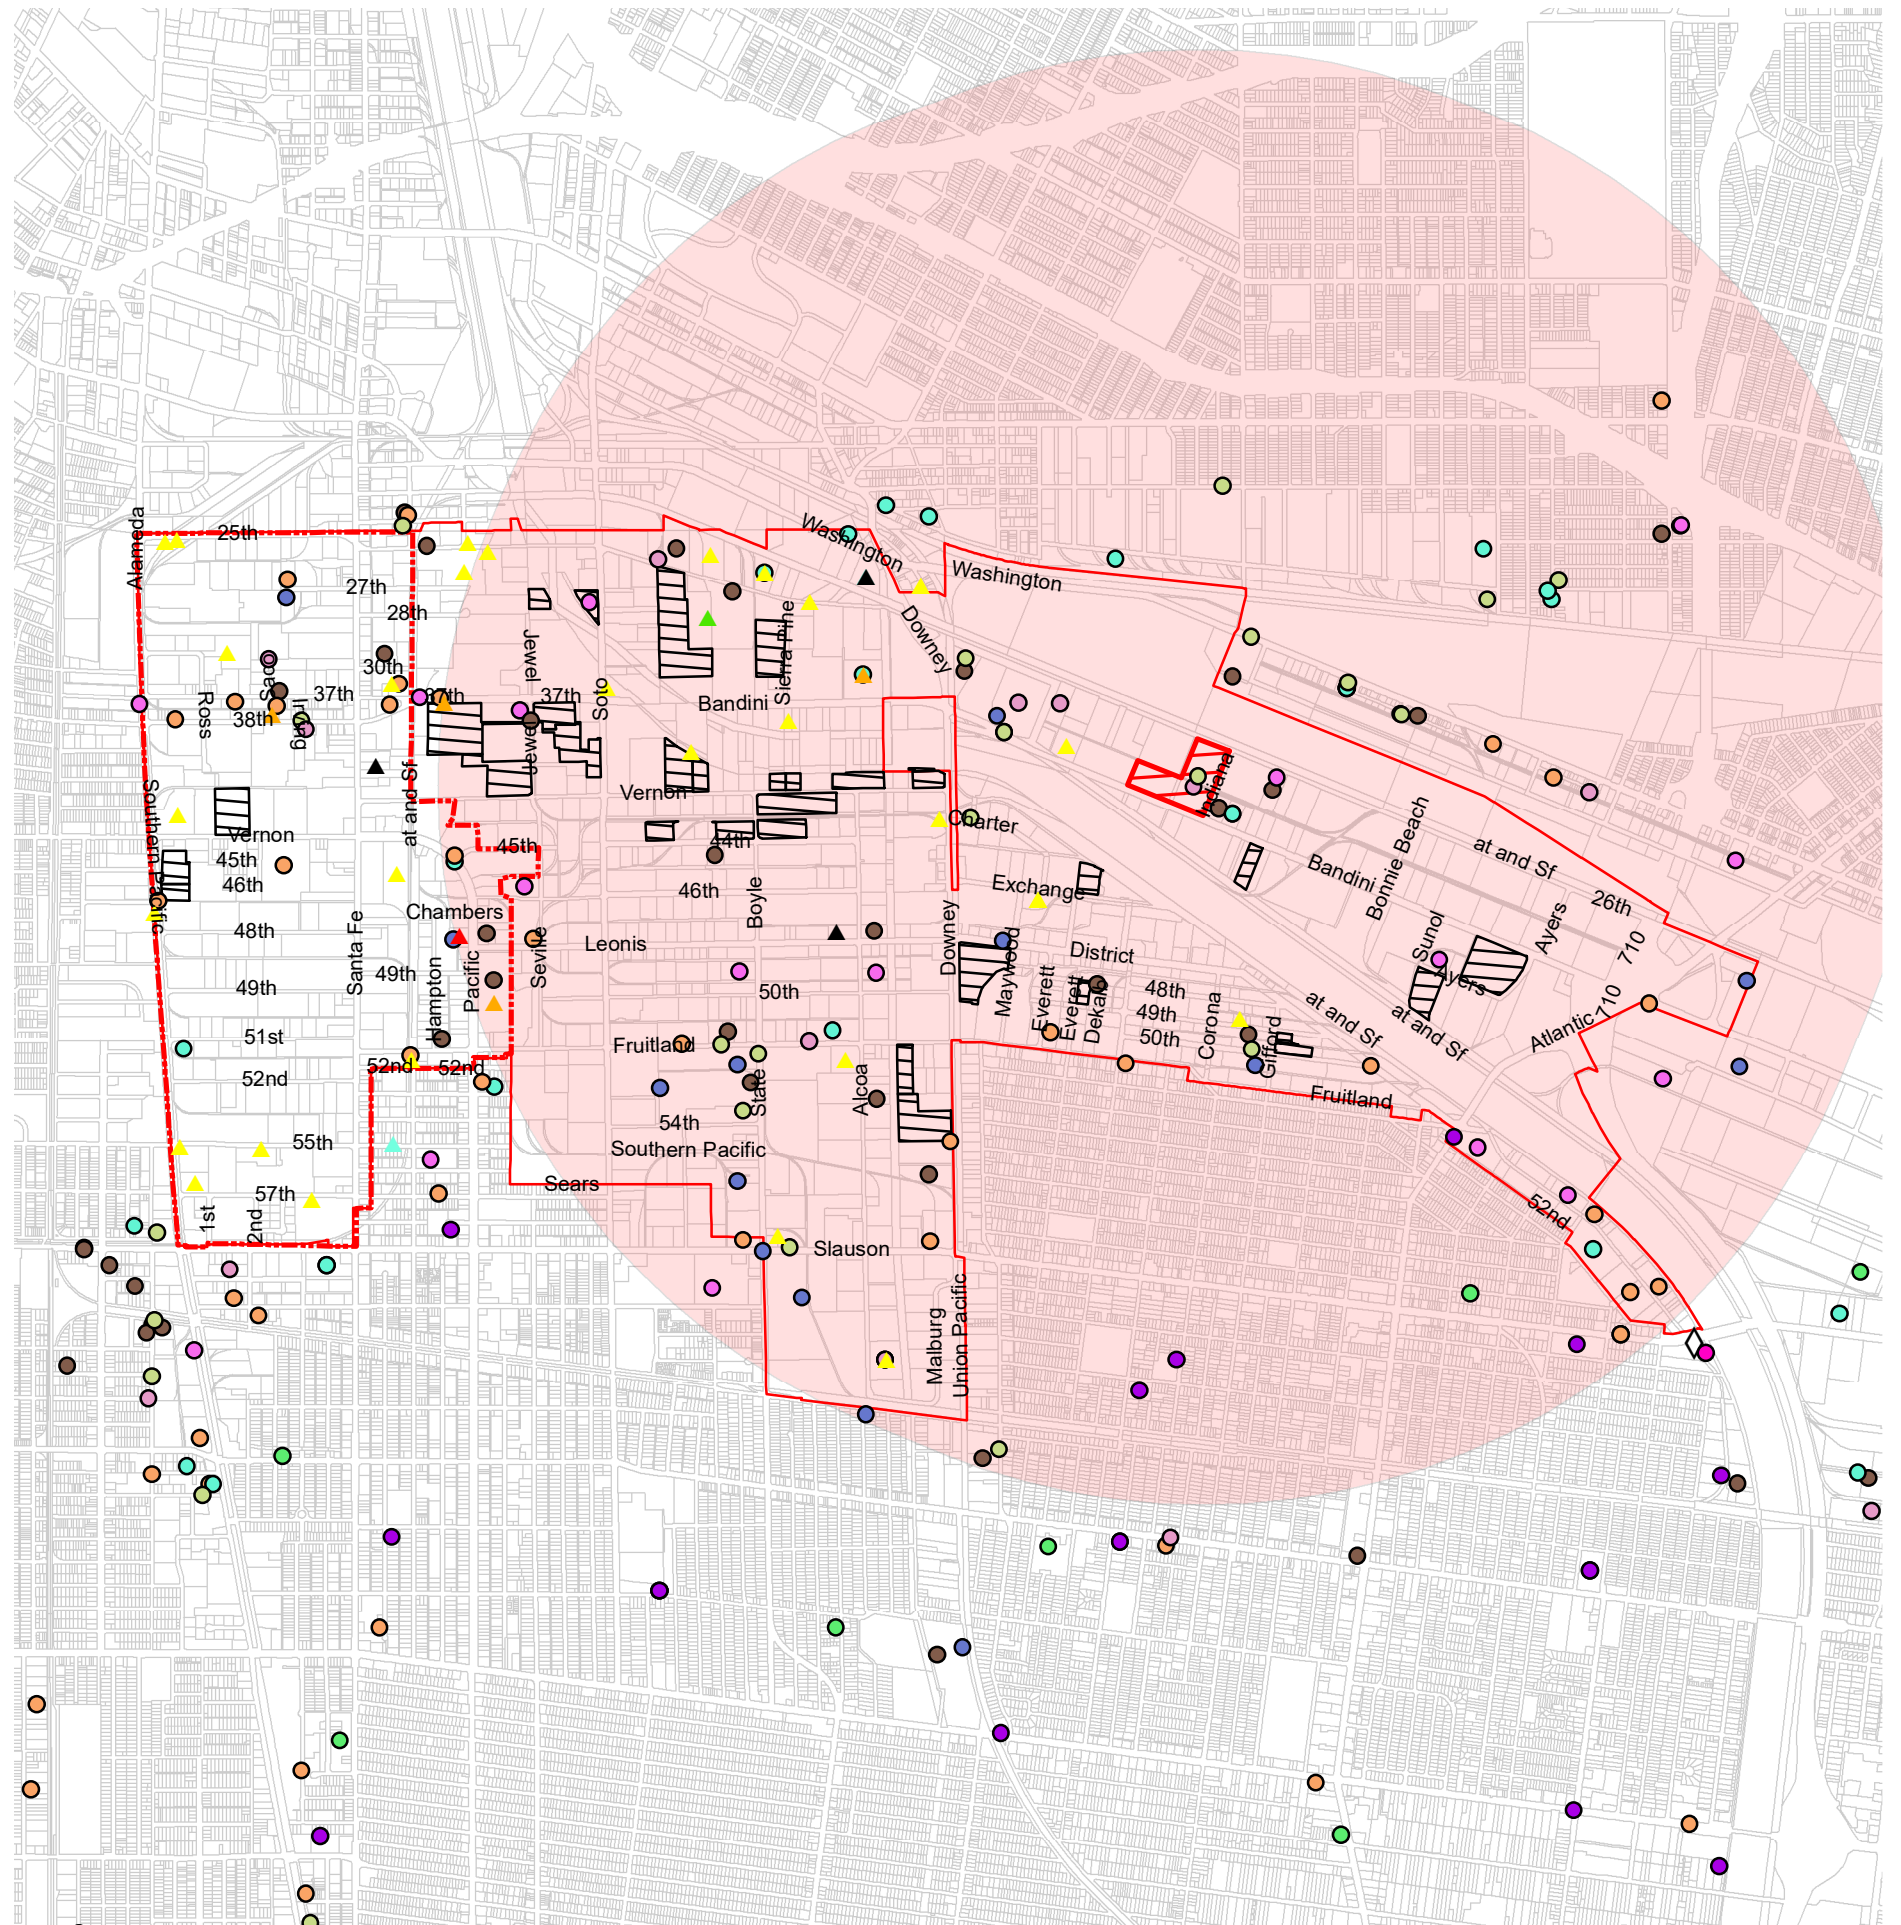 25th
Alameda
Washington
Washington
27th
28th
Jewel
Sierra Pine
Downey
30th
Sac
37th
37th
37th
Soto
Bandini
Ross
38th
Irving
Jewel
Indiana
at and Sf
Southern Pacific
Vernon
Vernon
Charter
44th
45th
45th
46th
46th
at and Sf
Bandini
Bonnie Beach
Exchange
26th
Boyle
Chambers
48th
Santa Fe
Leonis
Seville
Downey
Maywood
District
Sunol
Ayers
710
49th
49th
Hampton
Pacific
50th
Everett
Everett
Dekalb
48th
49th
50th
Corona
Gifford
at and Sf
at and Sf
Ayers
Atlantic
710
51st
Fruitland
52nd
52nd
52nd
State
Alcoa
Fruitland
54th
55th
Southern Pacific
57th
Sears
1st
2nd
52nd
Slauson
Malburg
Union Pacific